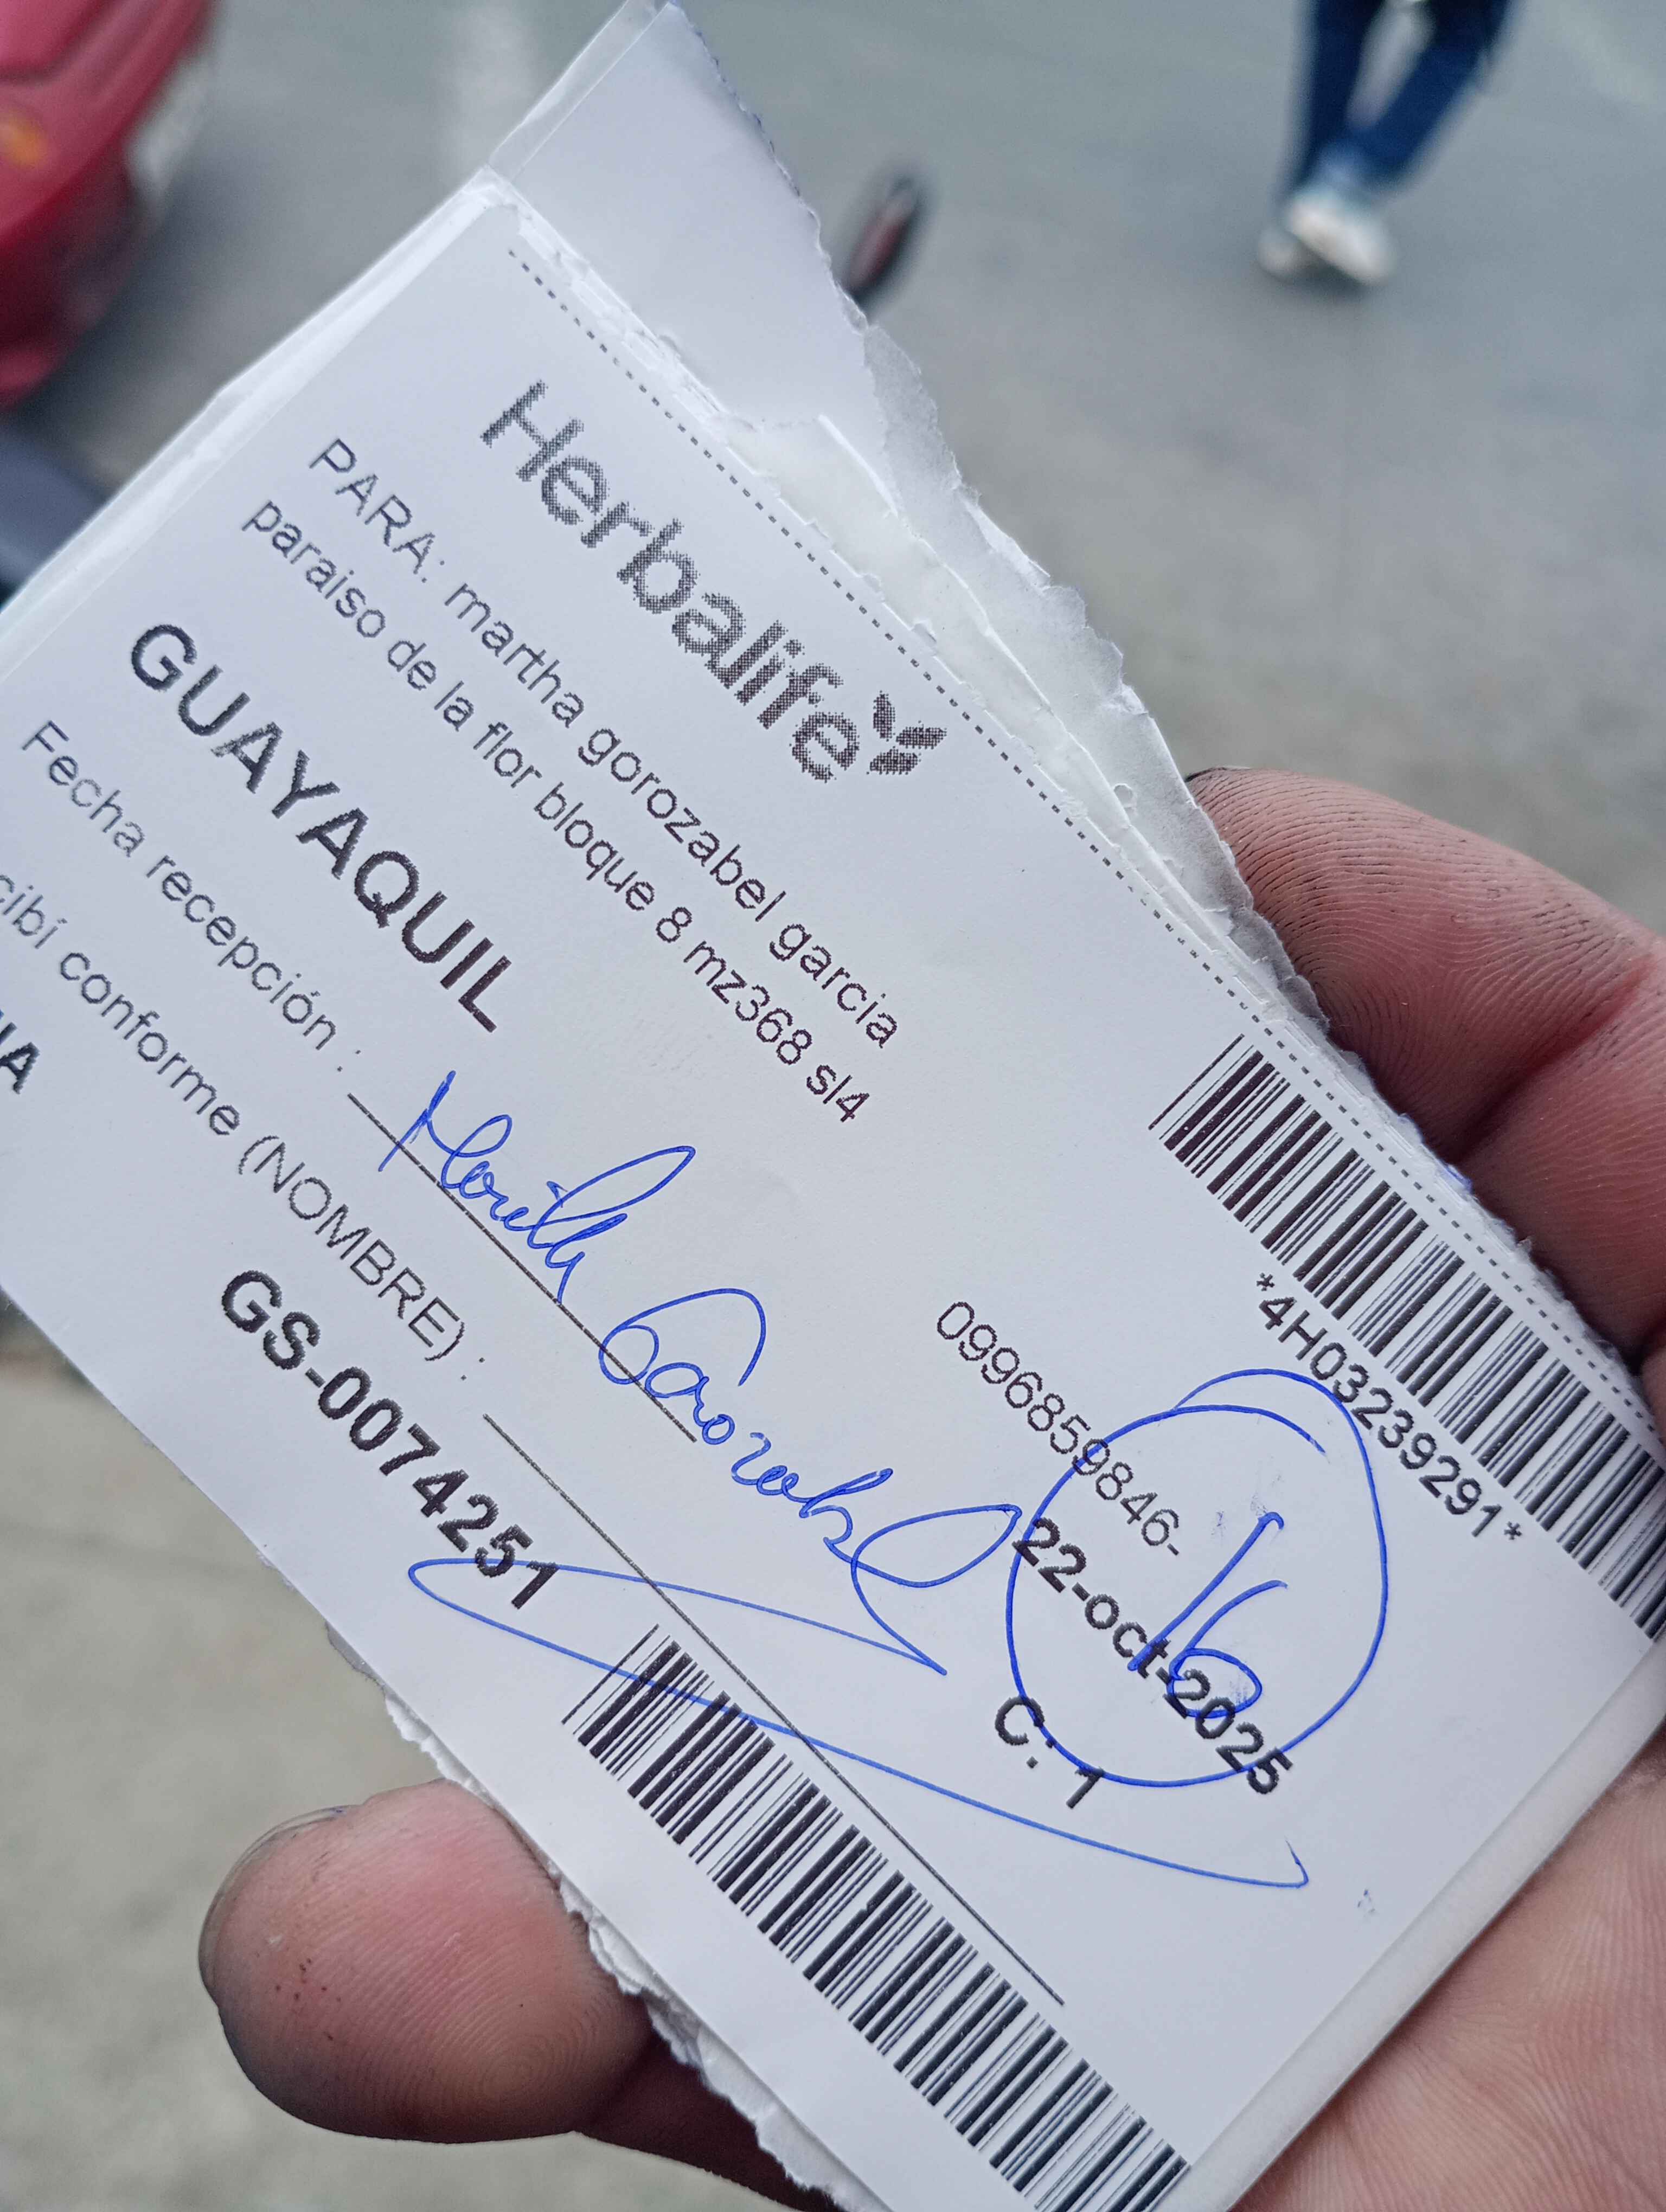 Herbalife
*4H03239291*
PARA: martha gorozabel garcia
paraiso de la flor bloque 8 mz368 sl4
0996859846-
GUAYAQUIL
22-oct-2025
16
Fecha recepción :
C: 1
cibí conforme (NOMBRE) :
GS-0074251